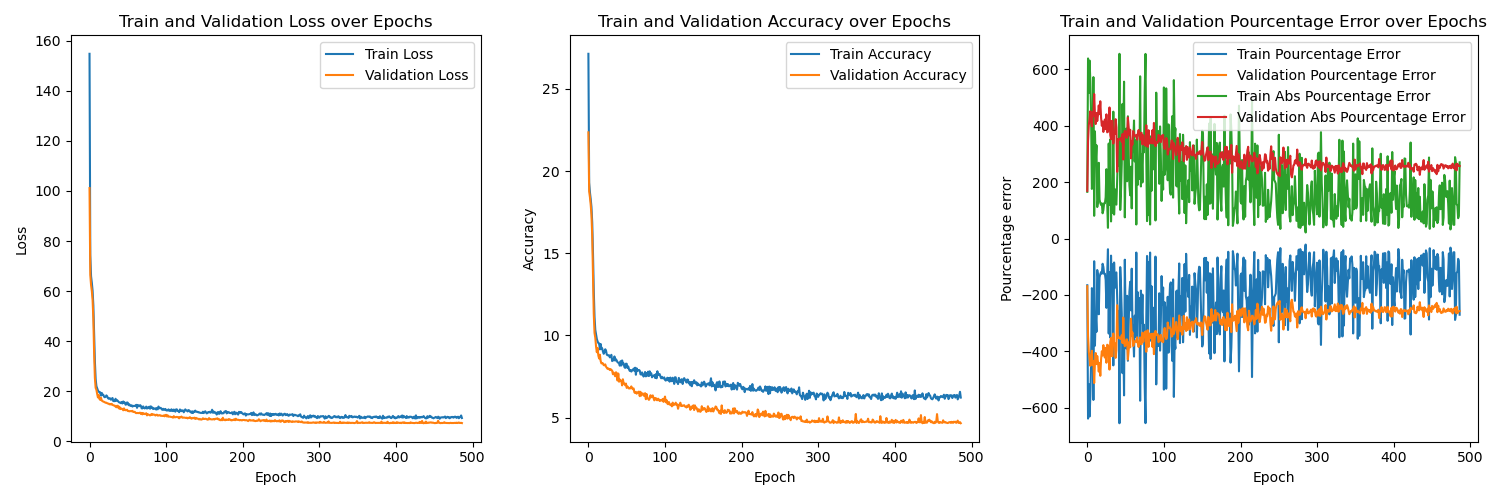 Train and Validation Loss over Epochs
160
140
120
100
80
60
40
20
0
Loss
0 100 200 300 400 500
Epoch
Train Loss
Validation Loss
Train and Validation Accuracy over Epochs
25
20
15
10
5
Accuracy
0 100 200 300 400 500
Epoch
Train Accuracy
Validation Accuracy
Train and Validation Pourcentage Error over Epochs
600
400
200
0
−200
−400
−600
Pourcentage error
0 100 200 300 400 500
Epoch
Train Pourcentage Error
Validation Pourcentage Error
Train Abs Pourcentage Error
Validation Abs Pourcentage Error